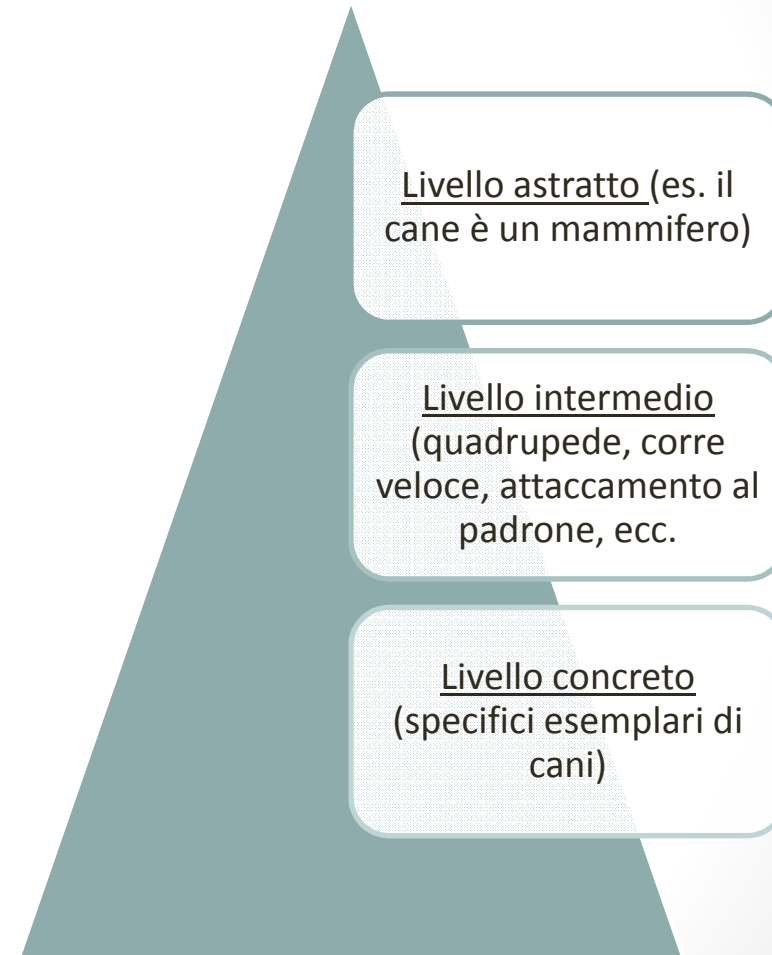 Livello astratto (es. il
cane è un mammifero)
Livello intermedio
(quadrupede, corre
veloce, attaccamento al
padrone, ecc.
Livello concreto
(specifici esemplari di
cani)